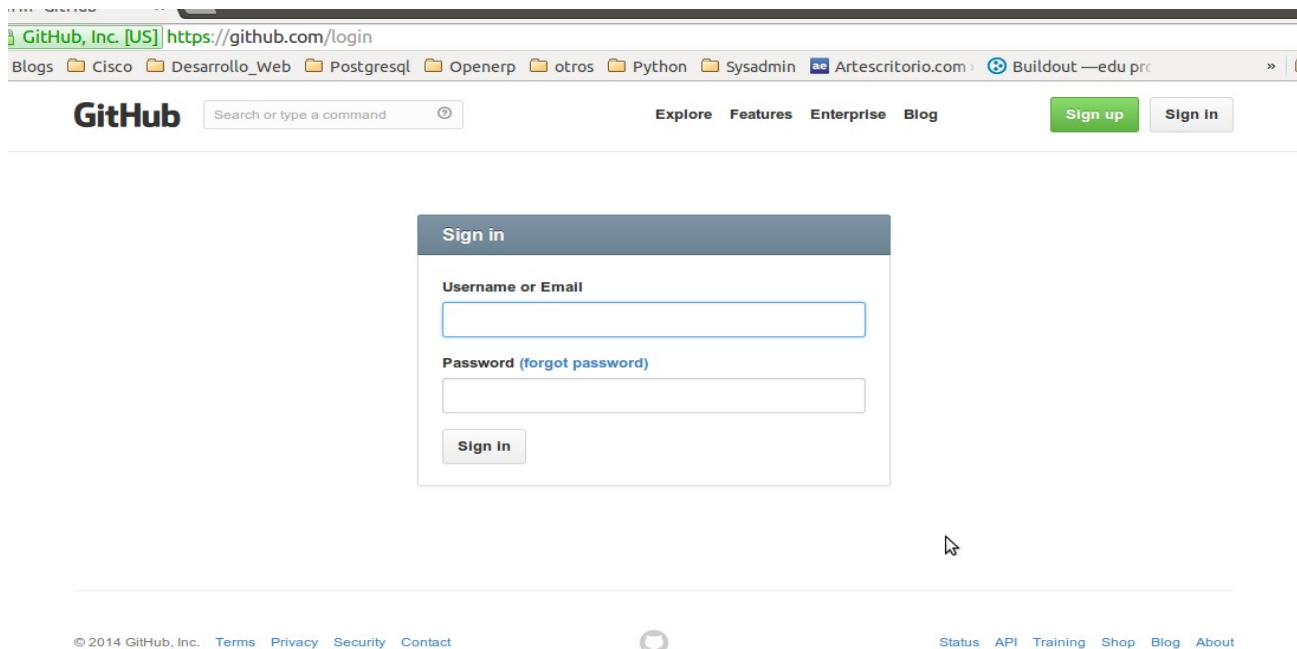 GitHub, Inc. [US] https://github.com/login
Blogs Cisco Desarrollo_Web Postgresql Openerp otros Python Sysadmin ae Artescritorio.com Buildout —edu pro »
GitHub Search or type a command Explore Features Enterprise Blog Sign up Sign in
Sign in
Username or Email
Password (forgot password)
Sign in
© 2014 GitHub, Inc. Terms Privacy Security Contact Status API Training Shop Blog About